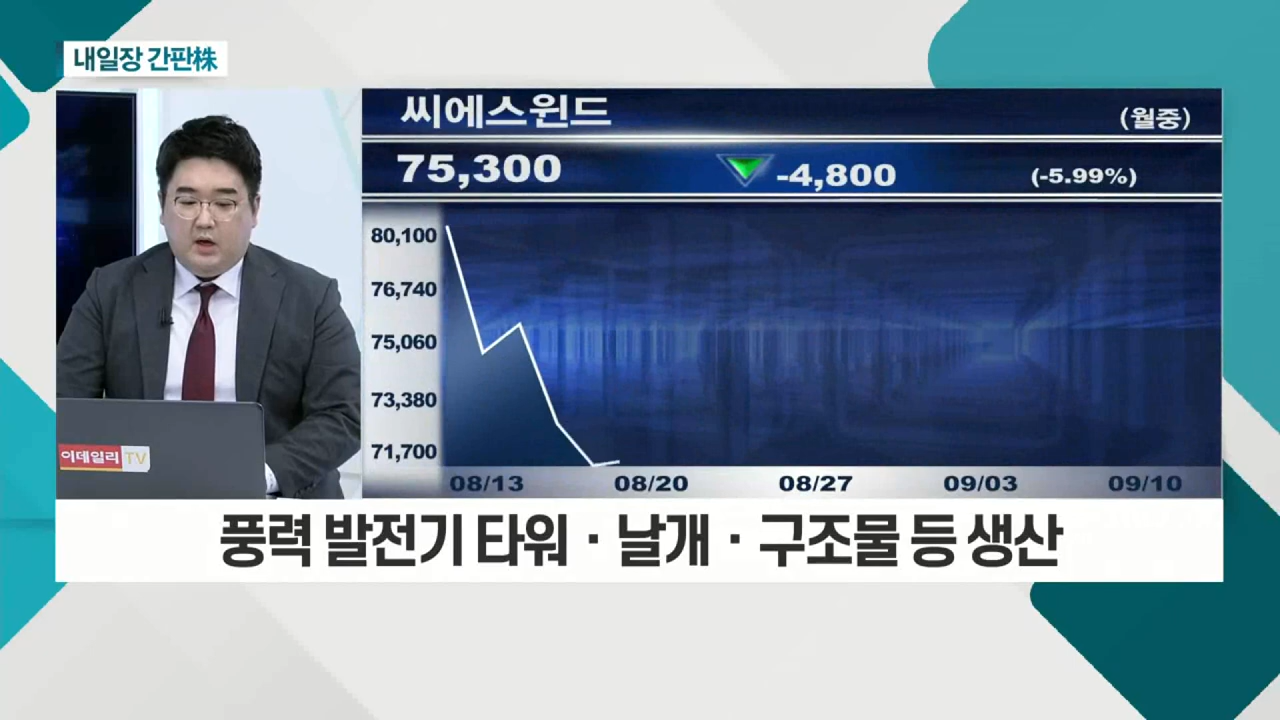 내일장 간판株
씨에스윈드
(월중)
75,300 ▼ -4,800 (-5.99%)
80,100
76,740
75,060
73,380
71,700
08/13 08/20 08/27 09/03 09/10
이데일리TV
풍력 발전기 타워·날개·구조물 등 생산